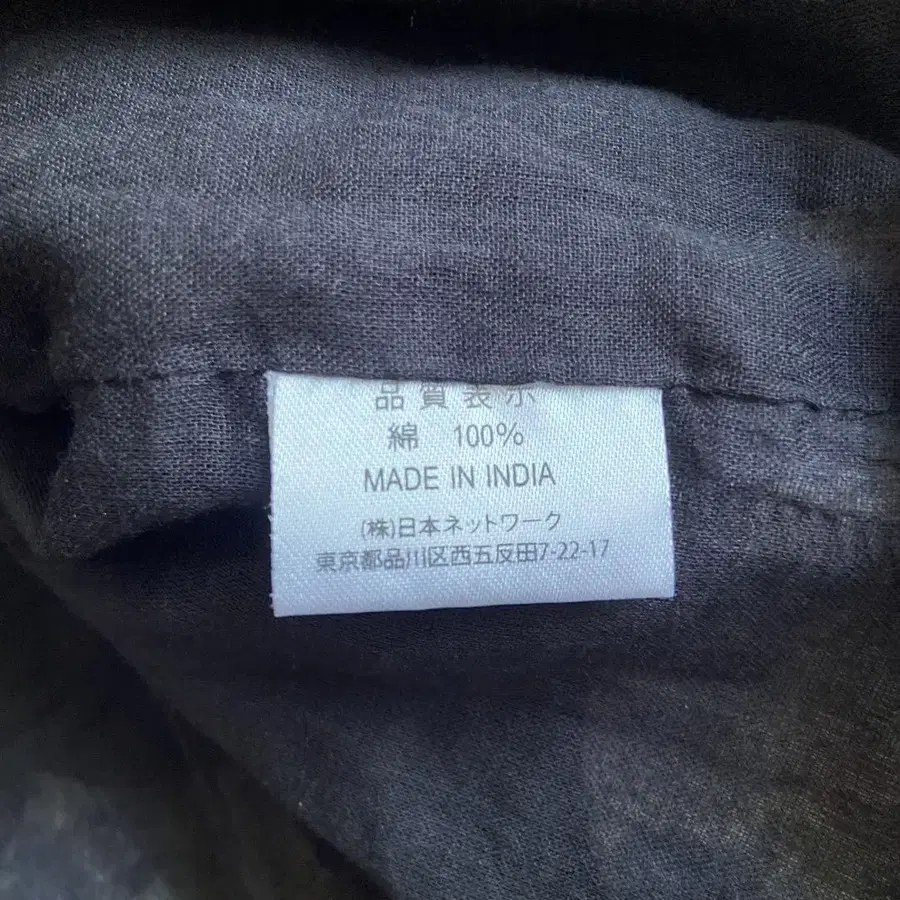 品質表示
綿 100%
MADE IN INDIA
(株)日本ネットワーク
東京都品川区西五反田7-22-17